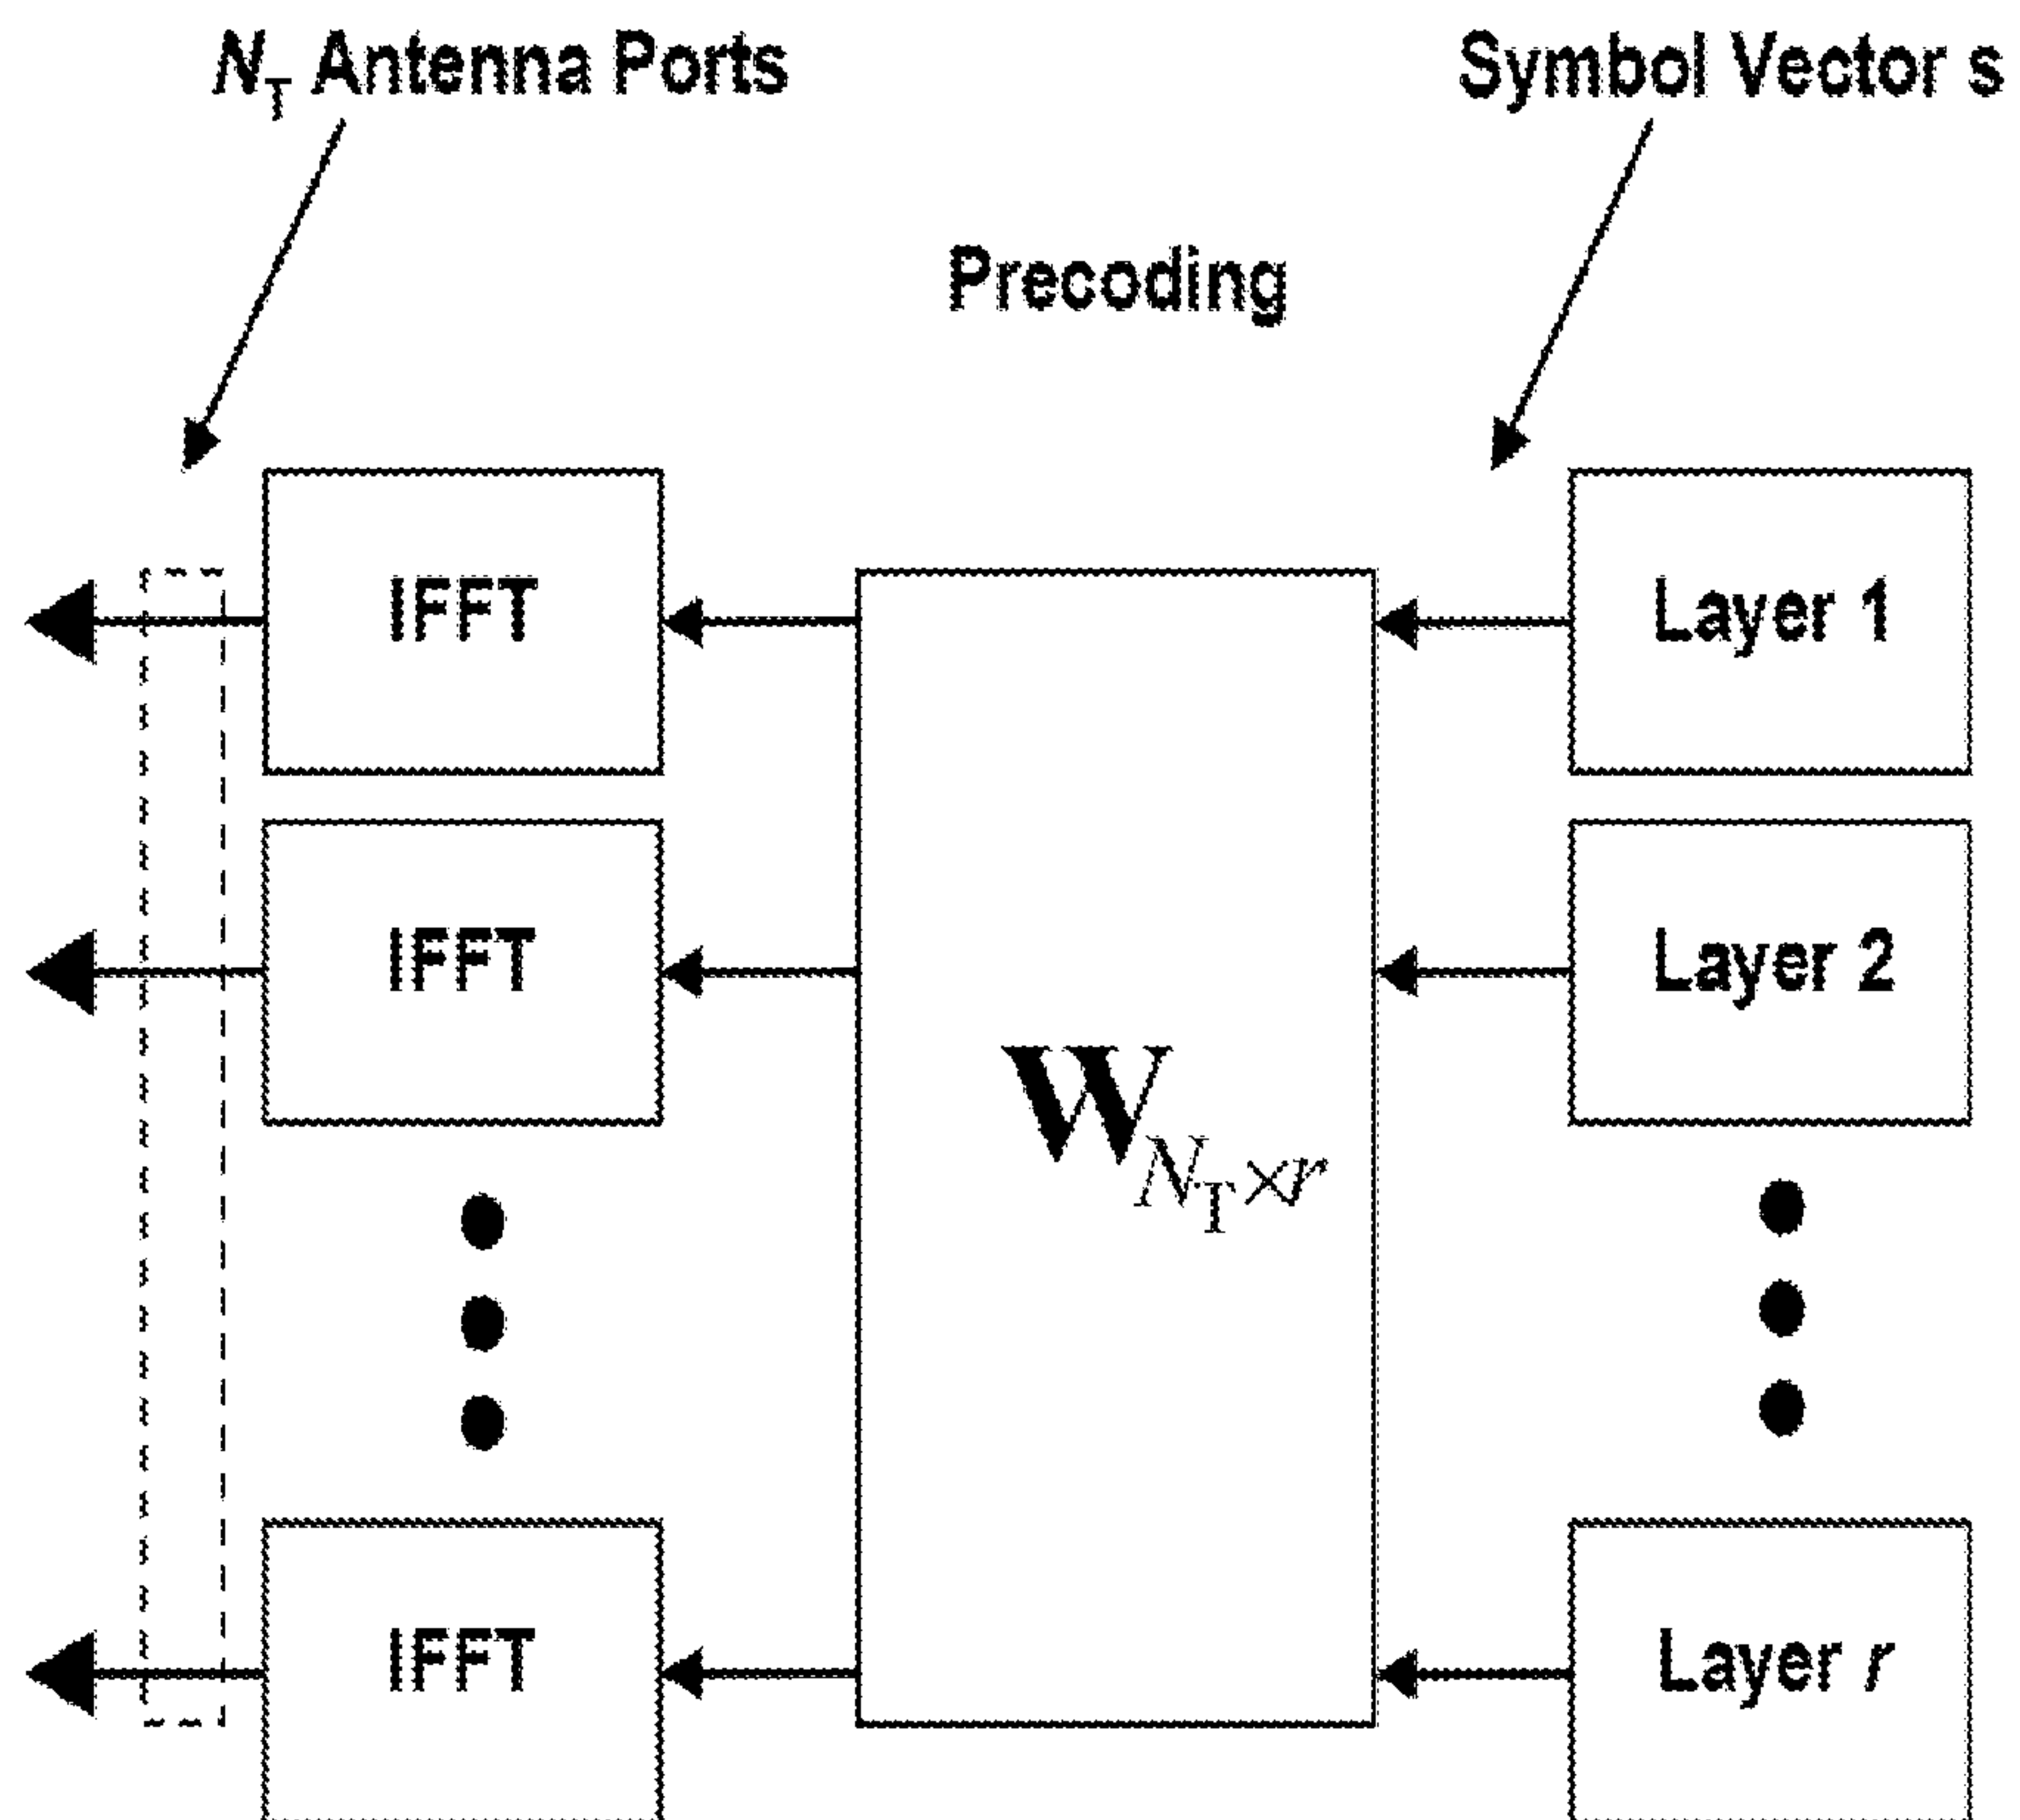 N_T Antenna Ports
Symbol Vector s
Precoding
IFFT
Layer 1
IFFT
Layer 2
W_{N_T×r}
IFFT
Layer r